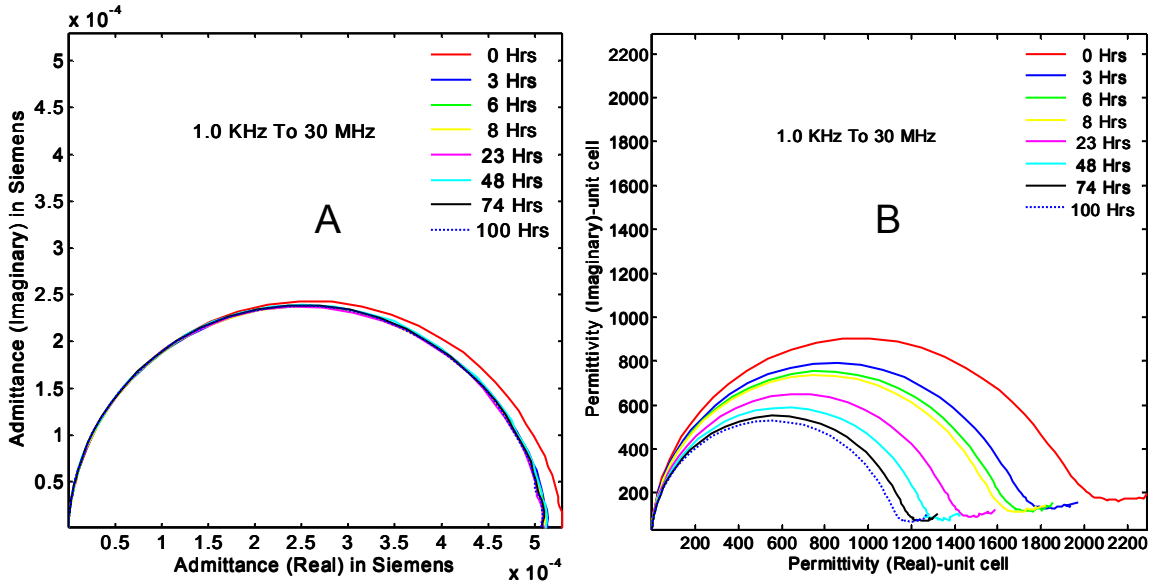 x 10⁻⁴
5
4.5
4
3.5
3
2.5
2
1.5
1
0.5
Admittance (Imaginary) in Siemens
1.0 KHz To 30 MHz
A
0 Hrs
3 Hrs
6 Hrs
8 Hrs
23 Hrs
48 Hrs
74 Hrs
100 Hrs
0.5 1 1.5 2 2.5 3 3.5 4 4.5 5
Admittance (Real) in Siemens
x 10⁻⁴
2200
2000
1800
1600
1400
1200
1000
800
600
400
200
Permittivity (Imaginary)-unit cell
1.0 KHz To 30 MHz
B
0 Hrs
3 Hrs
6 Hrs
8 Hrs
23 Hrs
48 Hrs
74 Hrs
100 Hrs
200 400 600 800 1000 1200 1400 1600 1800 2000 2200
Permittivity (Real)-unit cell